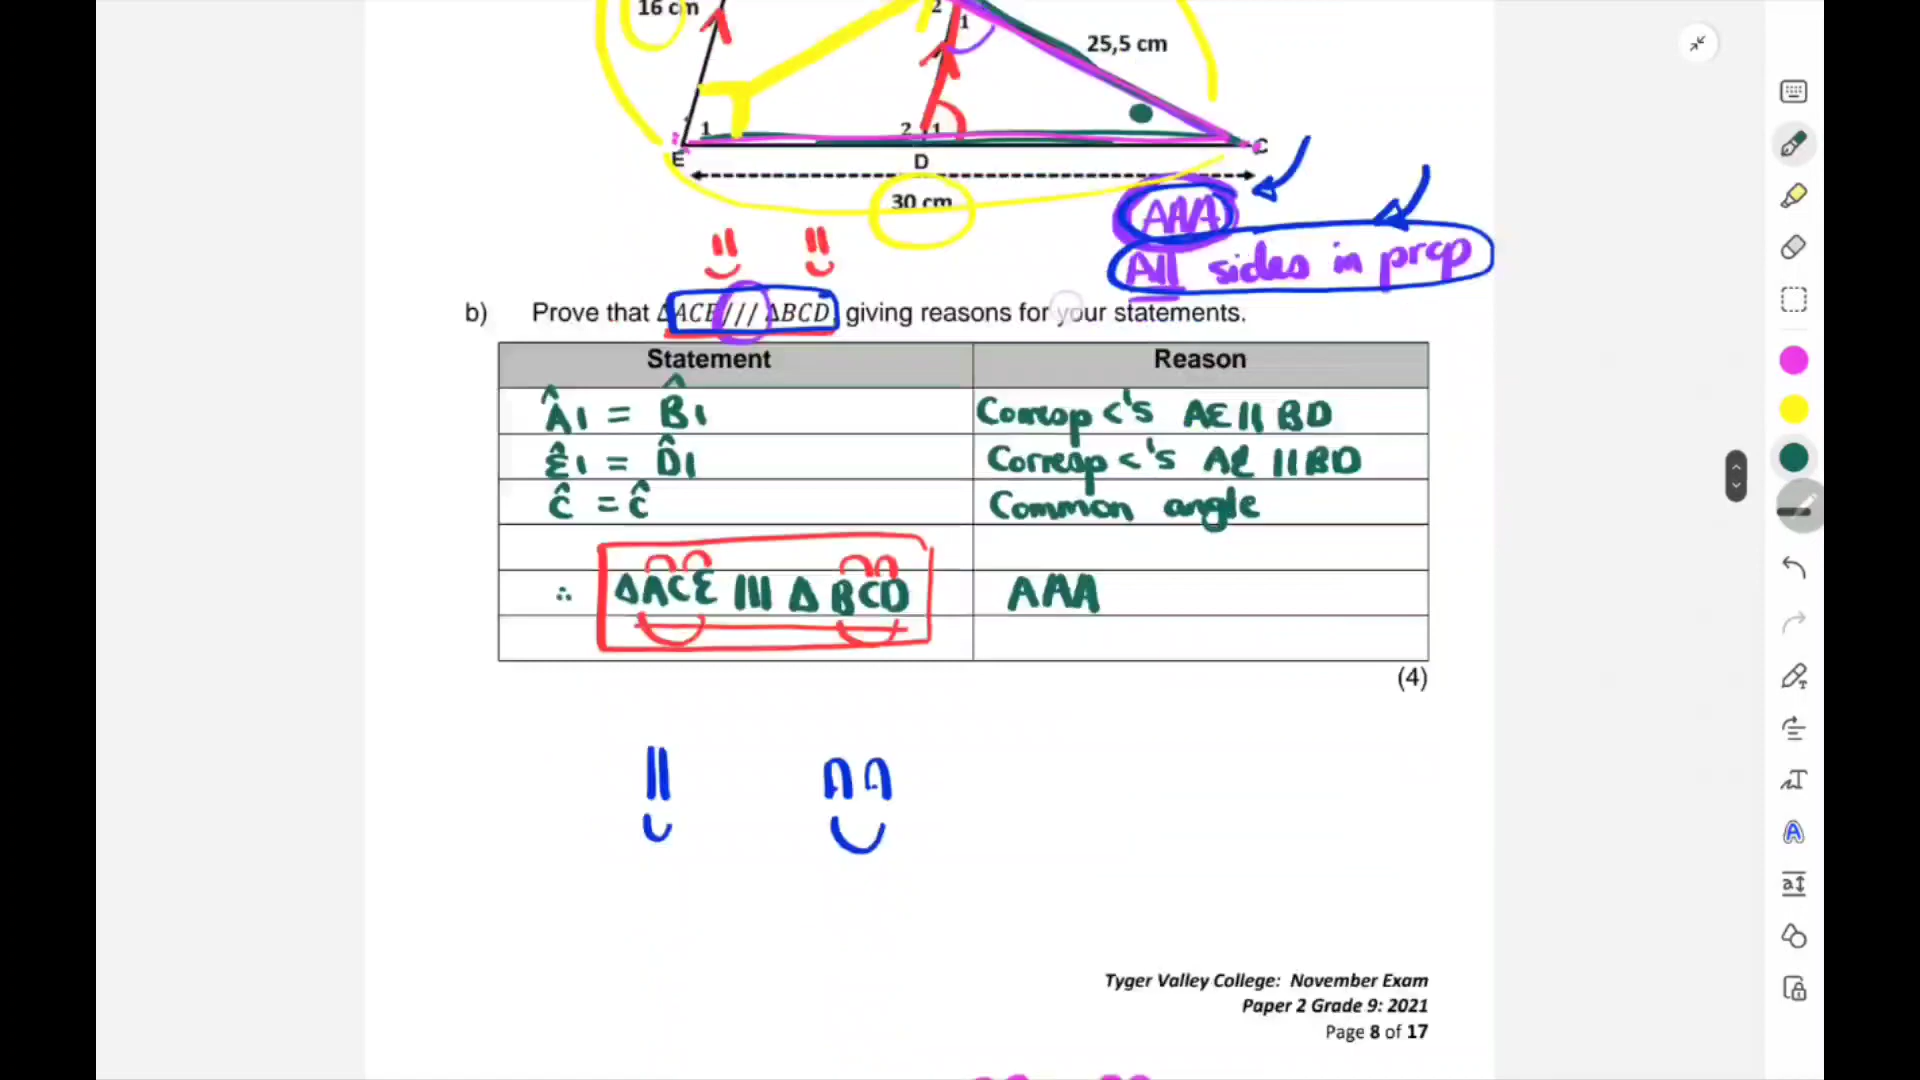 16 cm
2
1
25,5 cm
1
2 1
E
D
C
30 cm
AAA
All sides in prop
b) Prove that ΔACE /// ΔBCD, giving reasons for your statements.
Statement Reason
Â1 = B̂1 Corresp <'s AE || BD
Ê1 = D̂1 Corresp <'s AE || BD
Ĉ = Ĉ Common angle
∴ ΔACE ||| ΔBCD AAA
(4)
Tyger Valley College: November Exam
Paper 2 Grade 9: 2021
Page 8 of 17